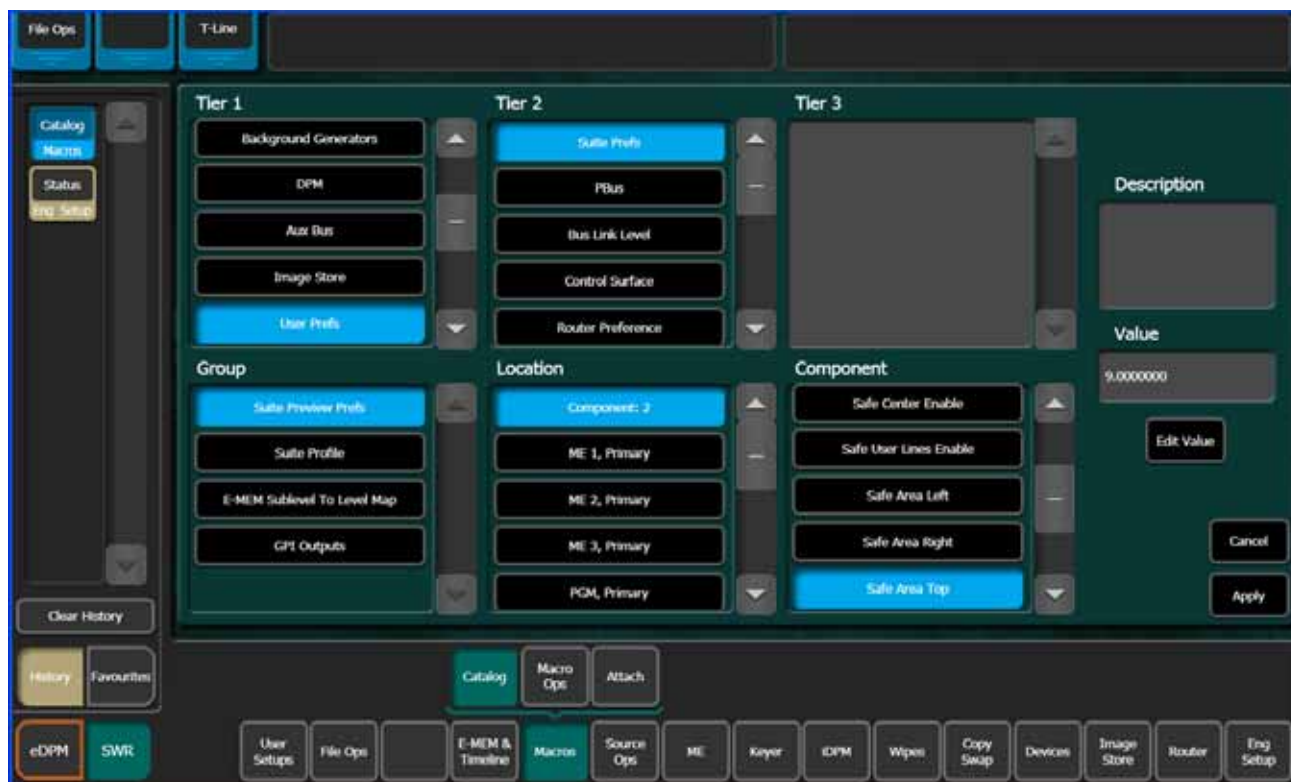 File Ops
T-Line
Catalog
Macros
Status
Eng Setup
Clear History
History
Favourites
eDPM
SWR
Tier 1
Background Generators
DPM
Aux Bus
Image Store
User Prefs
Tier 2
Suite Prefs
PBus
Bus Link Level
Control Surface
Router Preference
Tier 3
Description
Value
9.0000000
Edit Value
Cancel
Apply
Group
Suite Preview Prefs
Suite Profile
E-MEM Sublevel To Level Map
GPI Outputs
Location
Component: 2
ME 1, Primary
ME 2, Primary
ME 3, Primary
PGM, Primary
Component
Safe Center Enable
Safe User Lines Enable
Safe Area Left
Safe Area Right
Safe Area Top
Catalog
Macro
Ops
Attach
User
Setups
File Ops
E-MEM &
Timeline
Macros
Source
Ops
ME
Keyer
iDPM
Wipes
Copy
Swap
Devices
Image
Store
Router
Eng
Setup